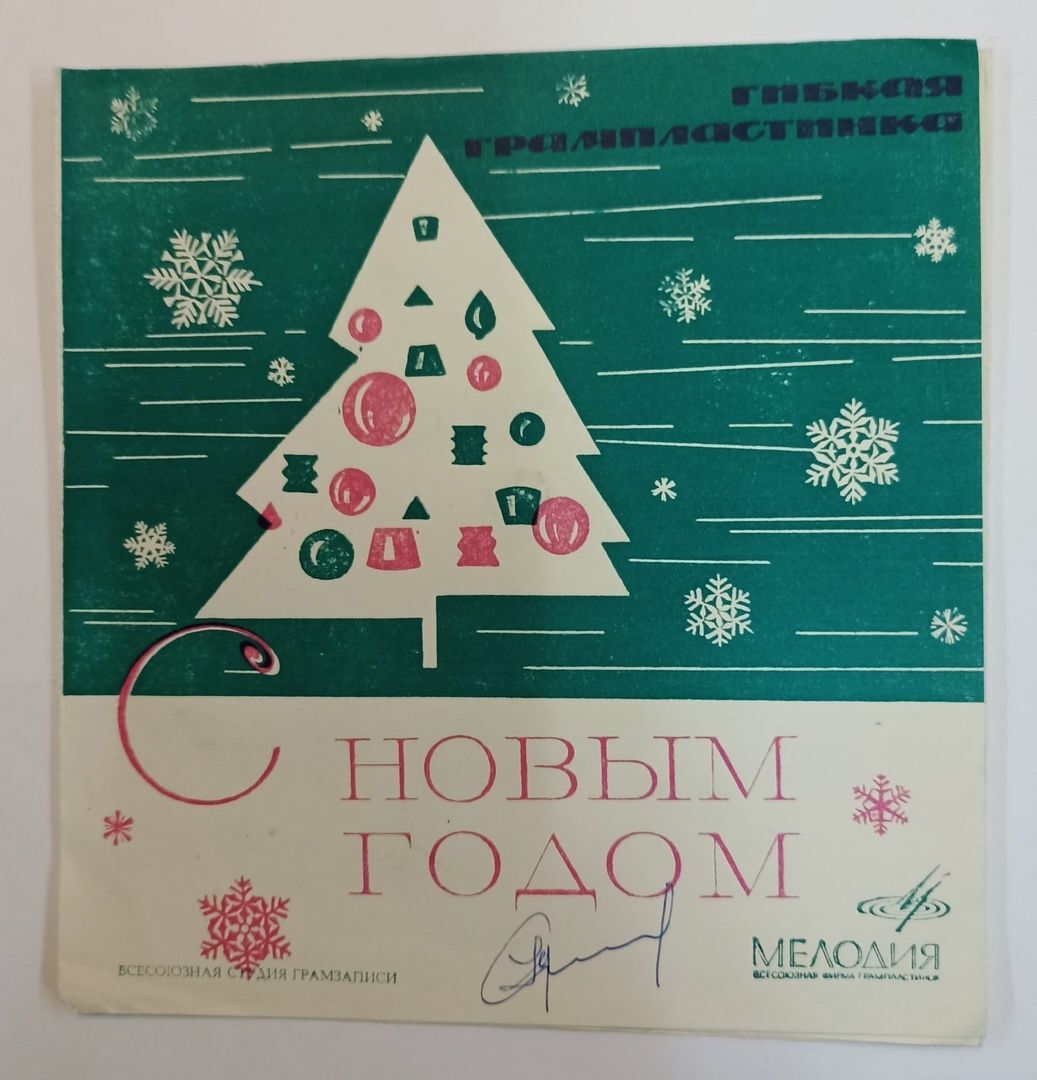 ГИБКАЯ
ГРАМПЛАСТИНКА
С НОВЫМ
ГОДОМ
ВСЕСОЮЗНАЯ СТУДИЯ ГРАМЗАПИСИ
МЕЛОДИЯ
ВСЕСОЮЗНАЯ ФИРМА ГРАМПЛАСТИНОК